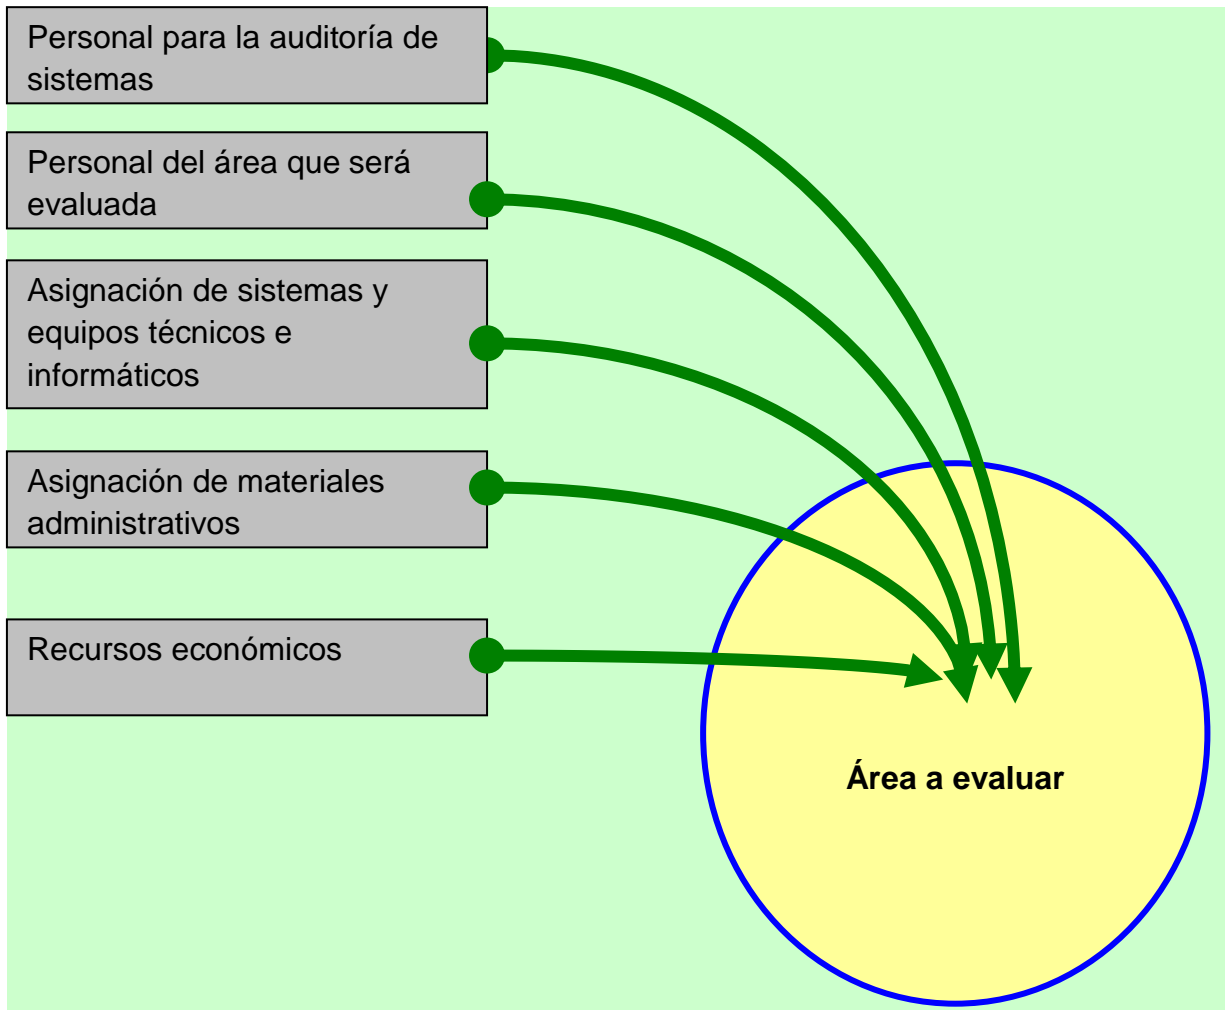 Personal para la auditoría de
sistemas
Personal del área que será
evaluada
Asignación de sistemas y
equipos técnicos e
informáticos
Asignación de materiales
administrativos
Recursos económicos
Área a evaluar